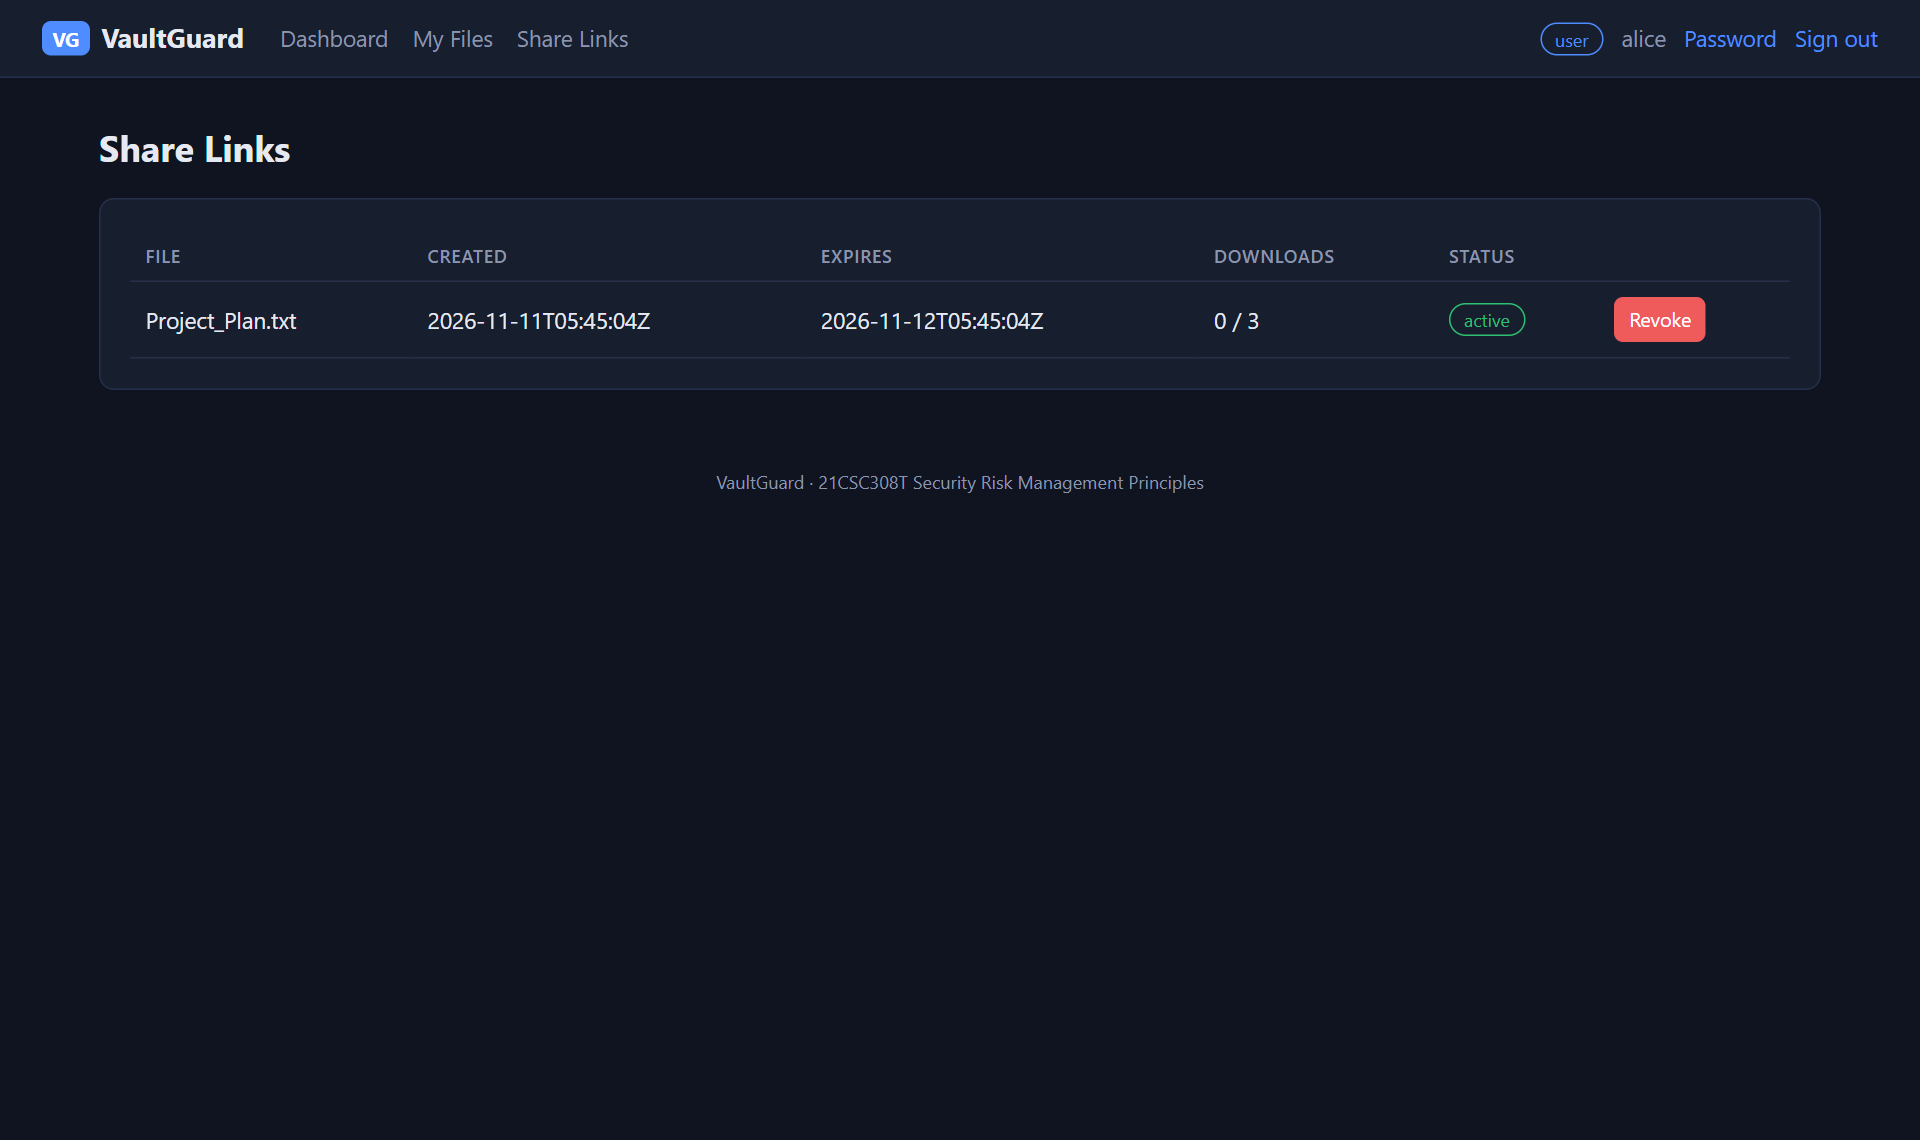 VG VaultGuard Dashboard My Files Share Links user alice Password Sign out
Share Links
FILE CREATED EXPIRES DOWNLOADS STATUS
Project_Plan.txt 2026-11-11T05:45:04Z 2026-11-12T05:45:04Z 0 / 3 active Revoke
VaultGuard · 21CSC308T Security Risk Management Principles